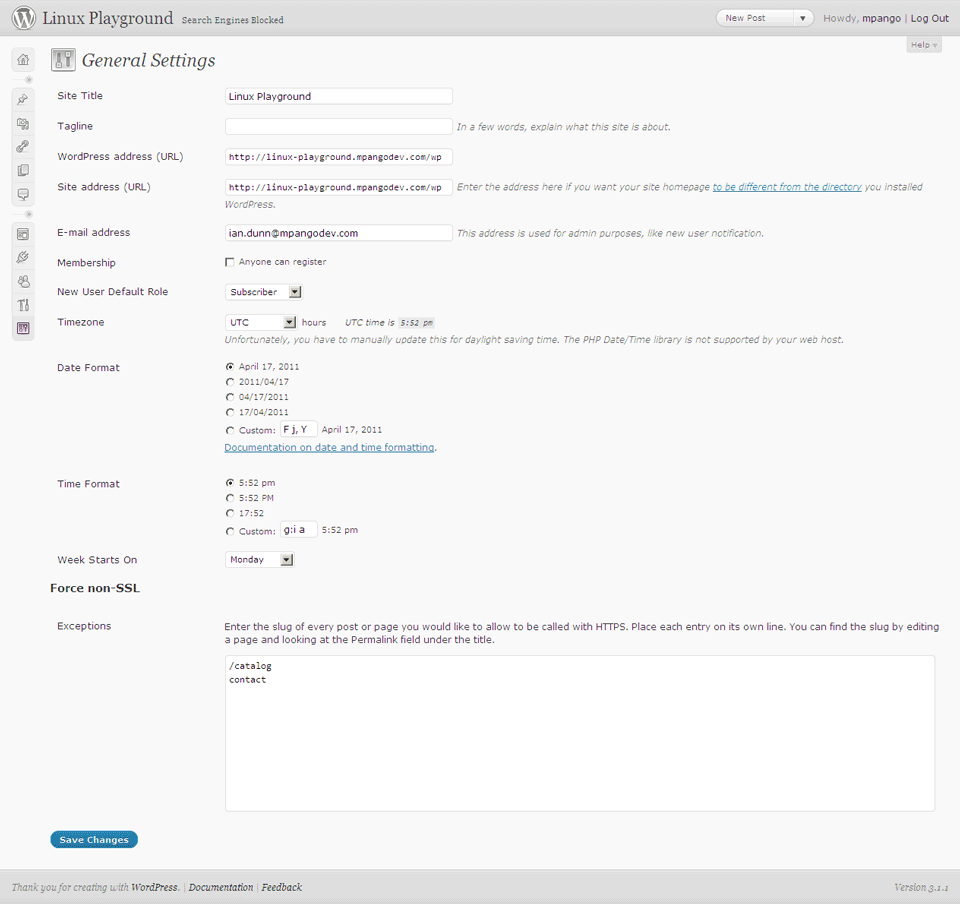 Linux Playground Search Engines Blocked New Post Howdy, mpango | Log Out
Help
General Settings
Site Title Linux Playground
Tagline In a few words, explain what this site is about.
WordPress address (URL) http://linux-playground.mpangodev.com/wp
Site address (URL) http://linux-playground.mpangodev.com/wp Enter the address here if you want your site homepage to be different from the directory you installed
WordPress.
E-mail address ian.dunn@mpangodev.com This address is used for admin purposes, like new user notification.
Membership Anyone can register
New User Default Role Subscriber
Timezone UTC hours UTC time is 5:52 pm
Unfortunately, you have to manually update this for daylight saving time. The PHP Date/Time library is not supported by your web host.
Date Format April 17, 2011
2011/04/17
04/17/2011
17/04/2011
Custom: F j, Y April 17, 2011
Documentation on date and time formatting.
Time Format 5:52 pm
5:52 PM
17:52
Custom: g:i a 5:52 pm
Week Starts On Monday
Force non-SSL
Exceptions Enter the slug of every post or page you would like to allow to be called with HTTPS. Place each entry on its own line. You can find the slug by editing
a page and looking at the Permalink field under the title.
/catalog
contact
Save Changes
Thank you for creating with WordPress. | Documentation | Feedback Version 3.1.1